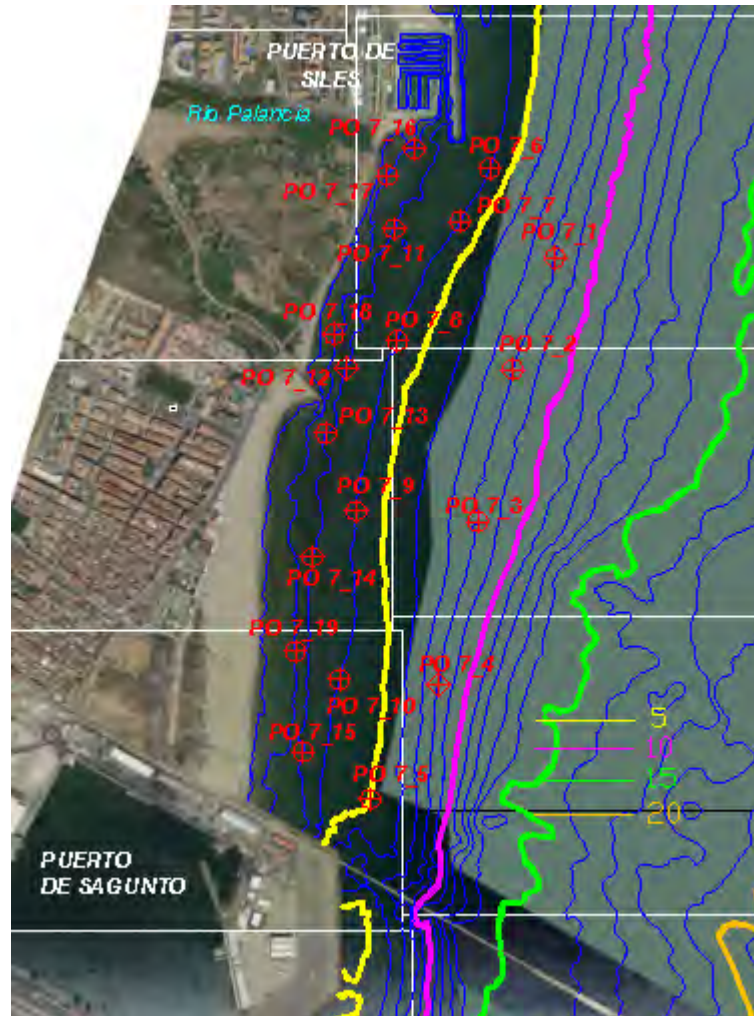 PUERTO DE
SILES
Rio Palancia
PO 7_16
PO 7_6
PO 7_17
PO 7_7
PO 7_1
PO 7_11
PO 7_18
PO 7_8
PO 7_2
PO 7_12
PO 7_13
PO 7_9
PO 7_3
PO 7_14
PO 7_19
PO 7_4
PO 7_10
PO 7_15
PO 7_5
5
10
15
20
PUERTO
DE SAGUNTO